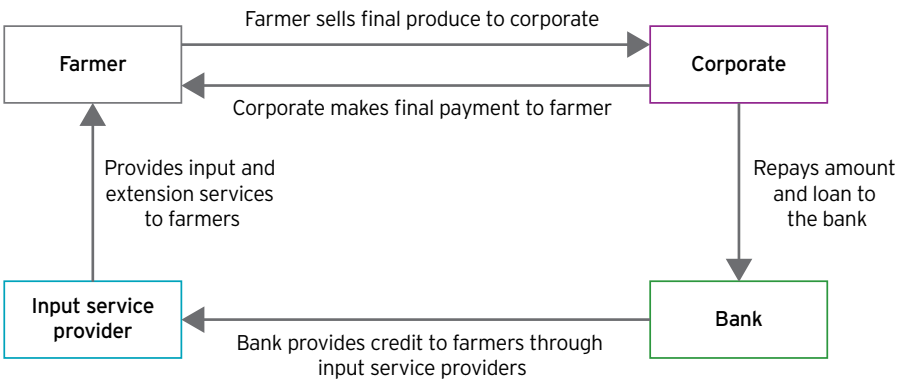 Farmer sells final produce to corporate
Farmer
Corporate
Corporate makes final payment to farmer
Provides input and
extension services
to farmers
Repays amount
and loan to
the bank
Input service
provider
Bank
Bank provides credit to farmers through
input service providers